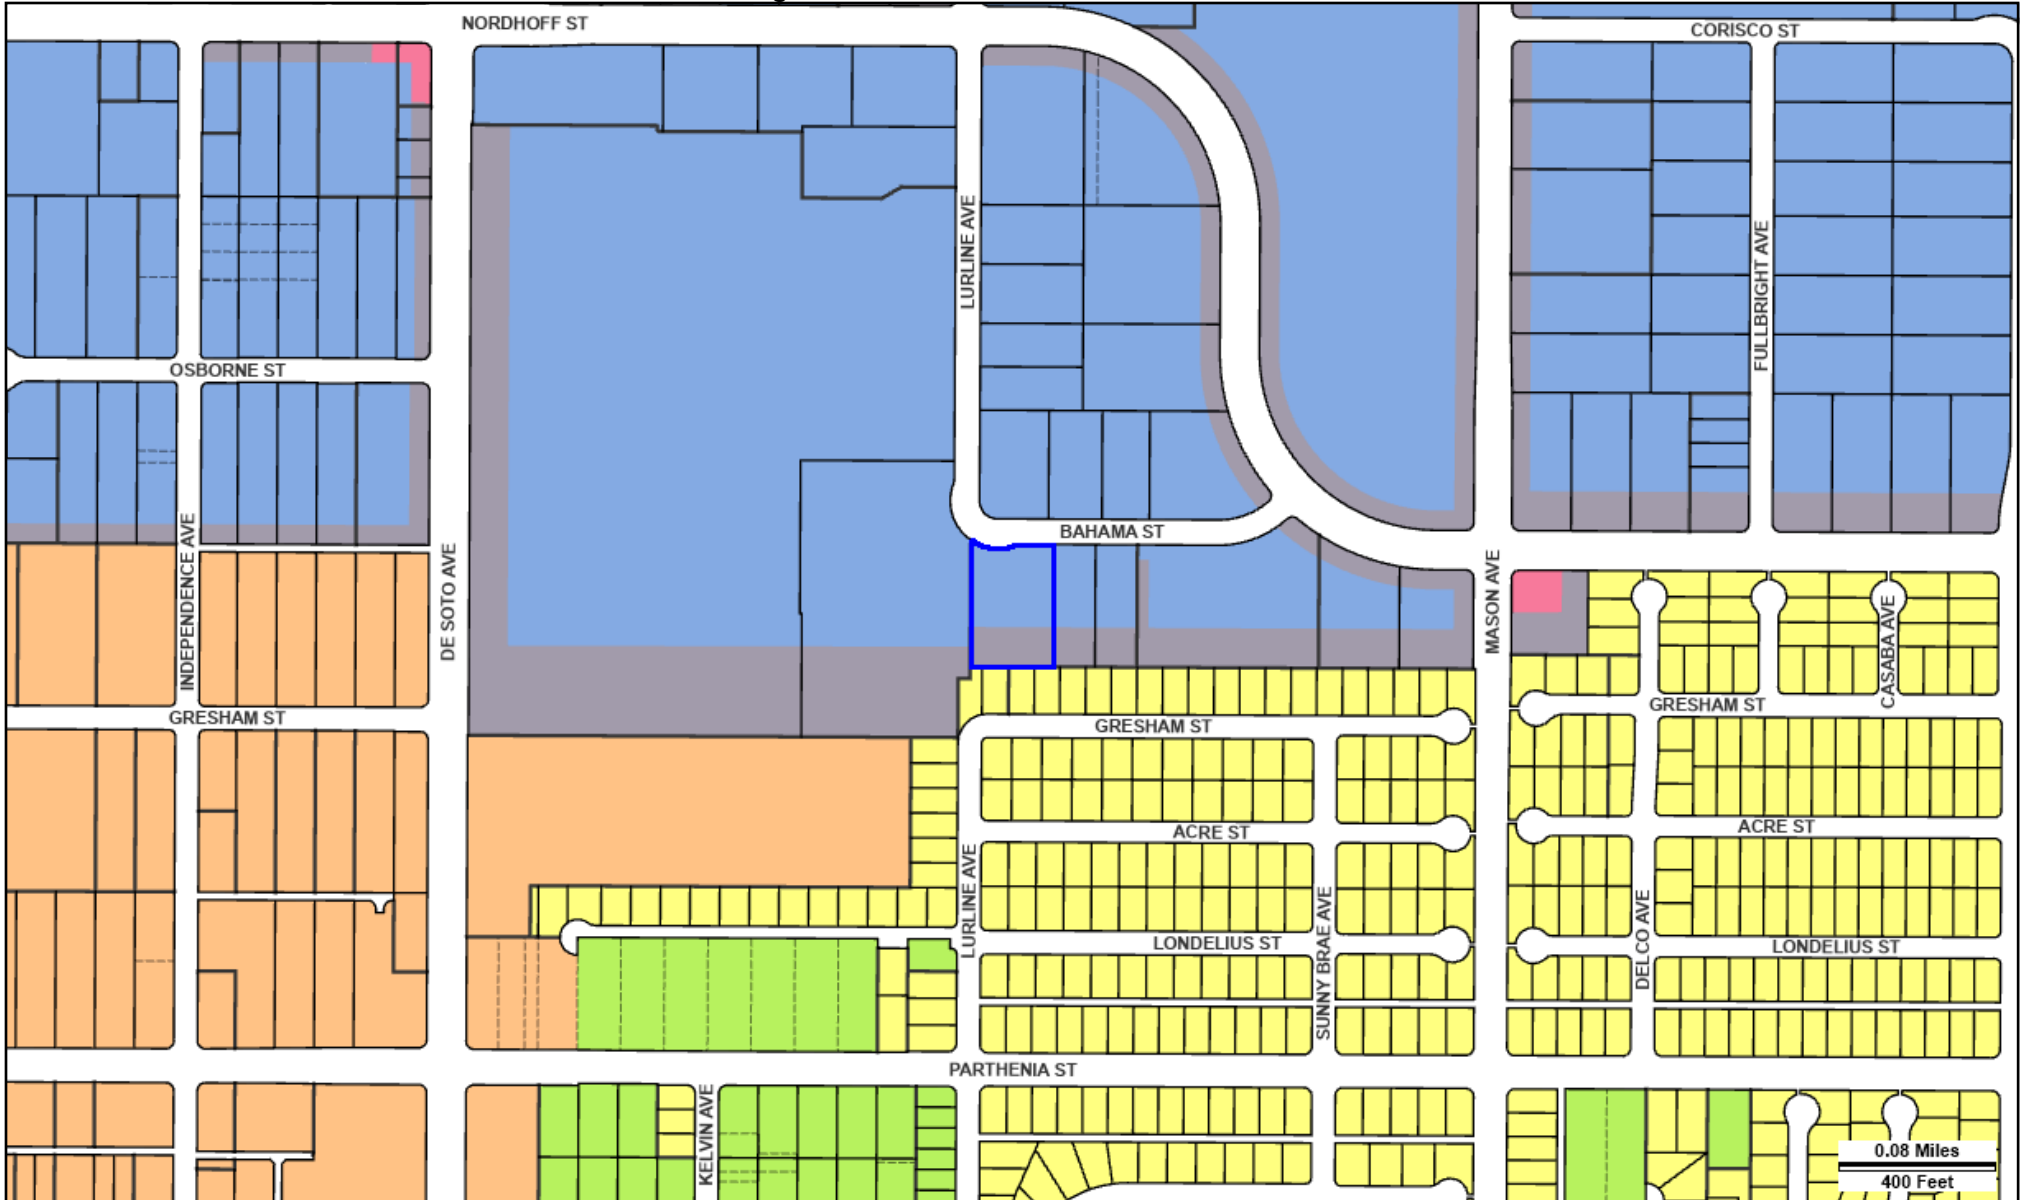 NORDHOFF ST
CORISCO ST
LURLINE AVE
FULLBRIGHT AVE
OSBORNE ST
BAHAMA ST
INDEPENDENCE AVE
DE SOTO AVE
MASON AVE
CASABA AVE
GRESHAM ST
GRESHAM ST
GRESHAM ST
ACRE ST
ACRE ST
LURLINE AVE
SUNNY BRAE AVE
DELCO AVE
LONDELIUS ST
LONDELIUS ST
PARTHENIA ST
KELVIN AVE
0.08 Miles
400 Feet